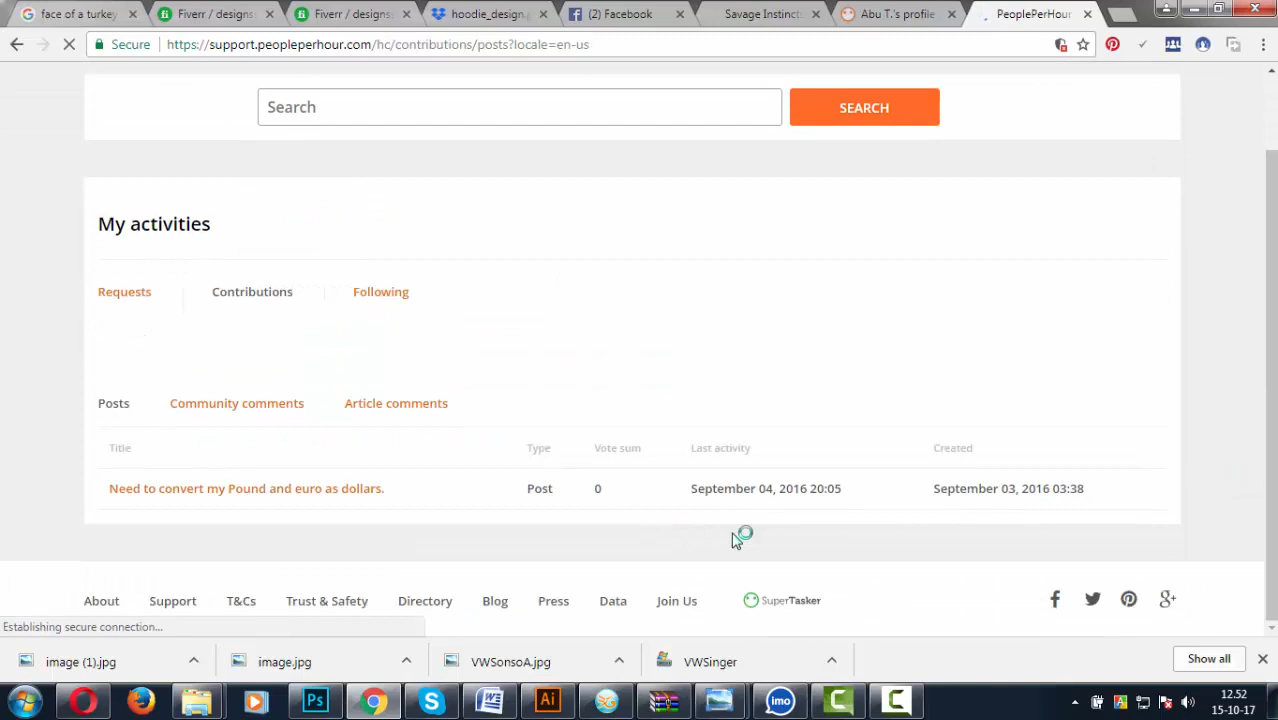 face of a turkey
Fiverr / designss
Fiverr / designs
hoodie_design.
(2) Facebook
Savage Instinct
Abu T.'s profile
PeoplePerHour
Secure
https://support.peopleperhour.com/hc/contributions/posts?locale=en-us
Search
SEARCH
My activities
Requests
Contributions
Following
Posts
Community comments
Article comments
Title
Type
Vote sum
Last activity
Created
Need to convert my Pound and euro as dollars.
Post
0
September 04, 2016 20:05
September 03, 2016 03:38
About
Support
T&Cs
Trust & Safety
Directory
Blog
Press
Data
Join Us
SuperTasker
Establishing secure connection...
image (1).jpg
image.jpg
VWSonsoA.jpg
VWSinger
Show all
Ps
Ai
imo
12.52
15-10-17